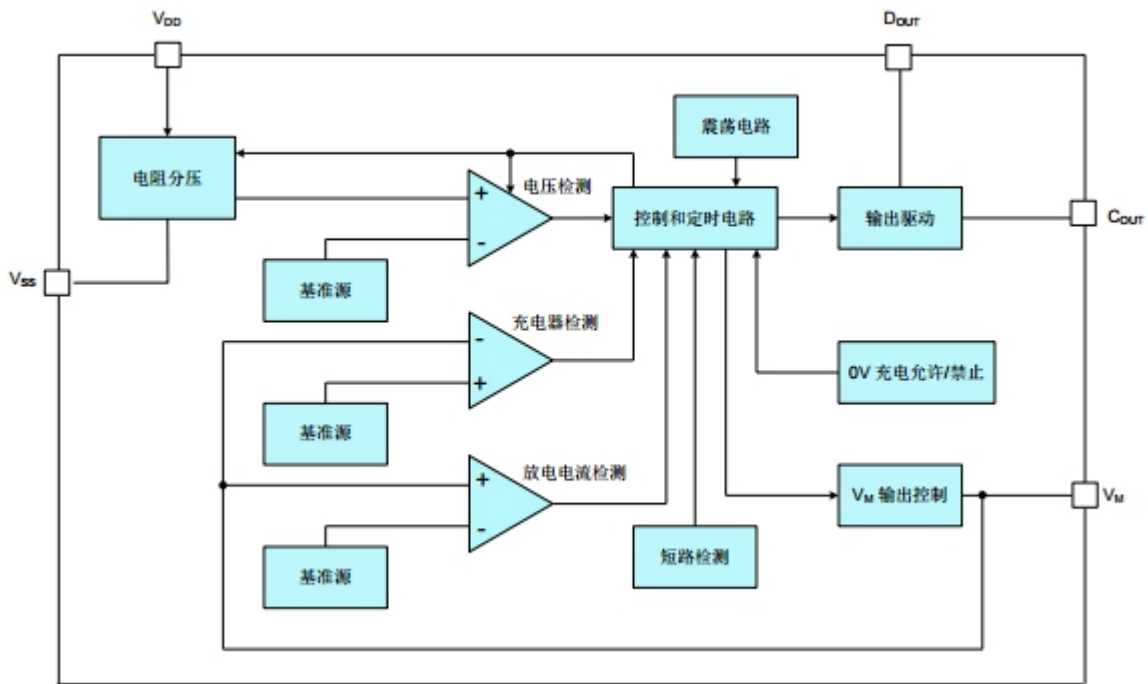 VDD
DOUT
震荡电路
电阻分压
电压检测
+
-
控制和定时电路
输出驱动
COUT
VSS
基准源
充电器检测
-
+
0V 充电允许/禁止
基准源
放电电流检测
+
-
VM 输出控制
VM
短路检测
基准源